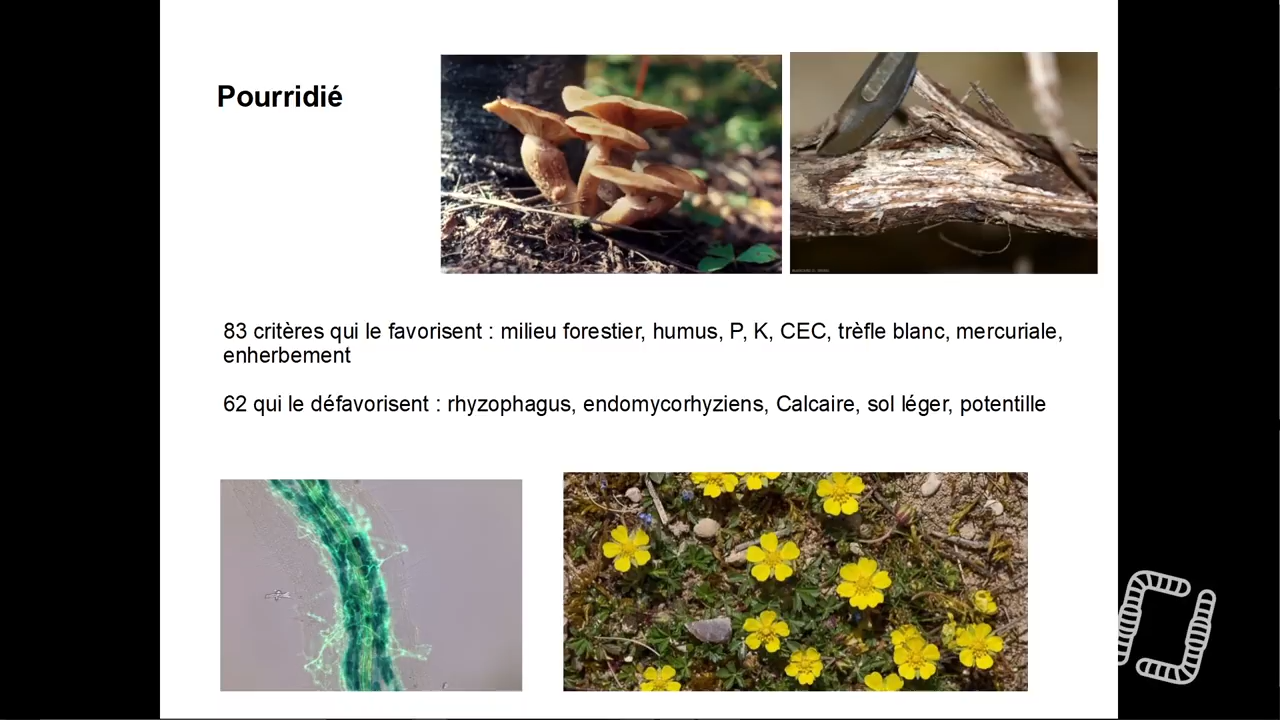 Pourridié
83 critères qui le favorisent : milieu forestier, humus, P, K, CEC, trèfle blanc, mercuriale,
enherbement
62 qui le défavorisent : rhyzophagus, endomycorhyziens, Calcaire, sol léger, potentille